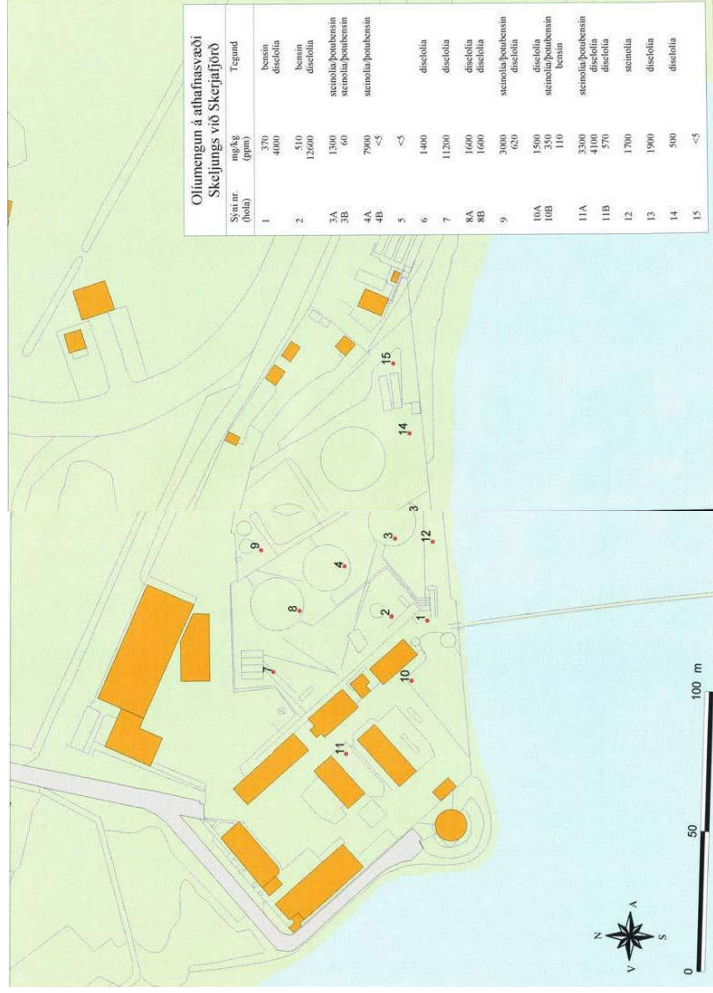 Olíumengun á athafnasvæði
Skeljungs við Skerjafjörð
Sýni nr. mg/kg Tegund
(hola) (ppm)
1 370 bensín
4000 díselolía
2 510 bensín
12600 díselolía
3A 1300 steinolía/þotubensín
3B 60 steinolía/þotubensín
4A 7900 steinolía/þotubensín
4B <5
5 <5
6 1400 díselolía
7 11200 díselolía
8A 1600 díselolía
8B 1600 díselolía
9 3000 steinolía/þotubensín
620 díselolía
10A 1500 díselolía
10B 350 steinolía/þotubensín
110 bensín
11A 3300 steinolía/þotubensín
4100 díselolía
11B 570 díselolía
12 1700 steinolía
13 1900 díselolía
14 500 díselolía
15 <5
15
14
9
3
3
12
4
8
2
1
7
10
11
N
V A
S
0 50 100 m